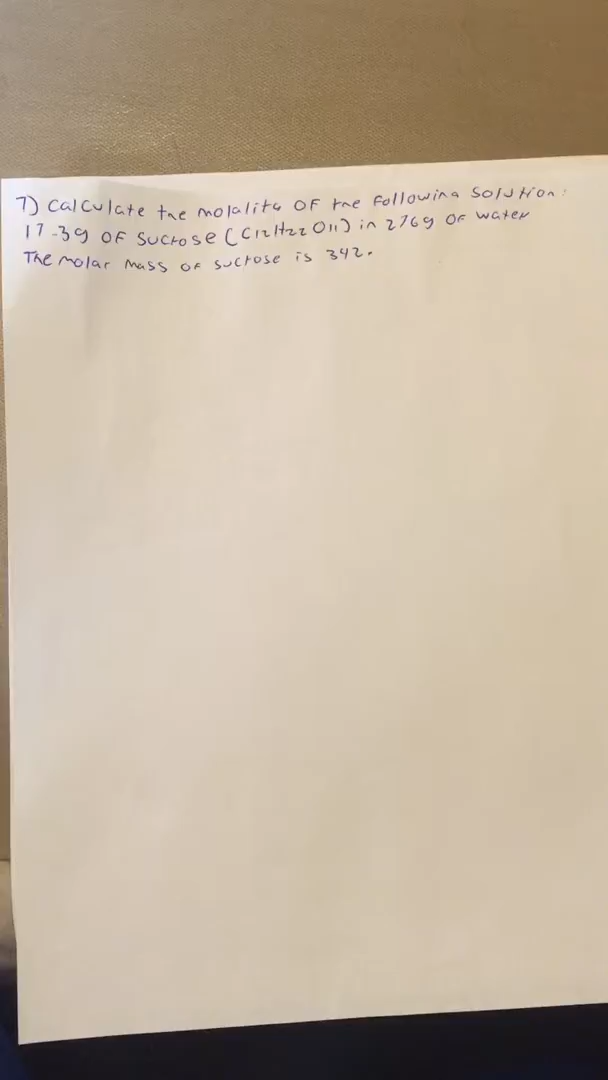 7) Calculate the molality OF the following solution:
17.3g OF sucrose (C12H22O11) in 276g OF water
The molar mass OF sucrose is 342.